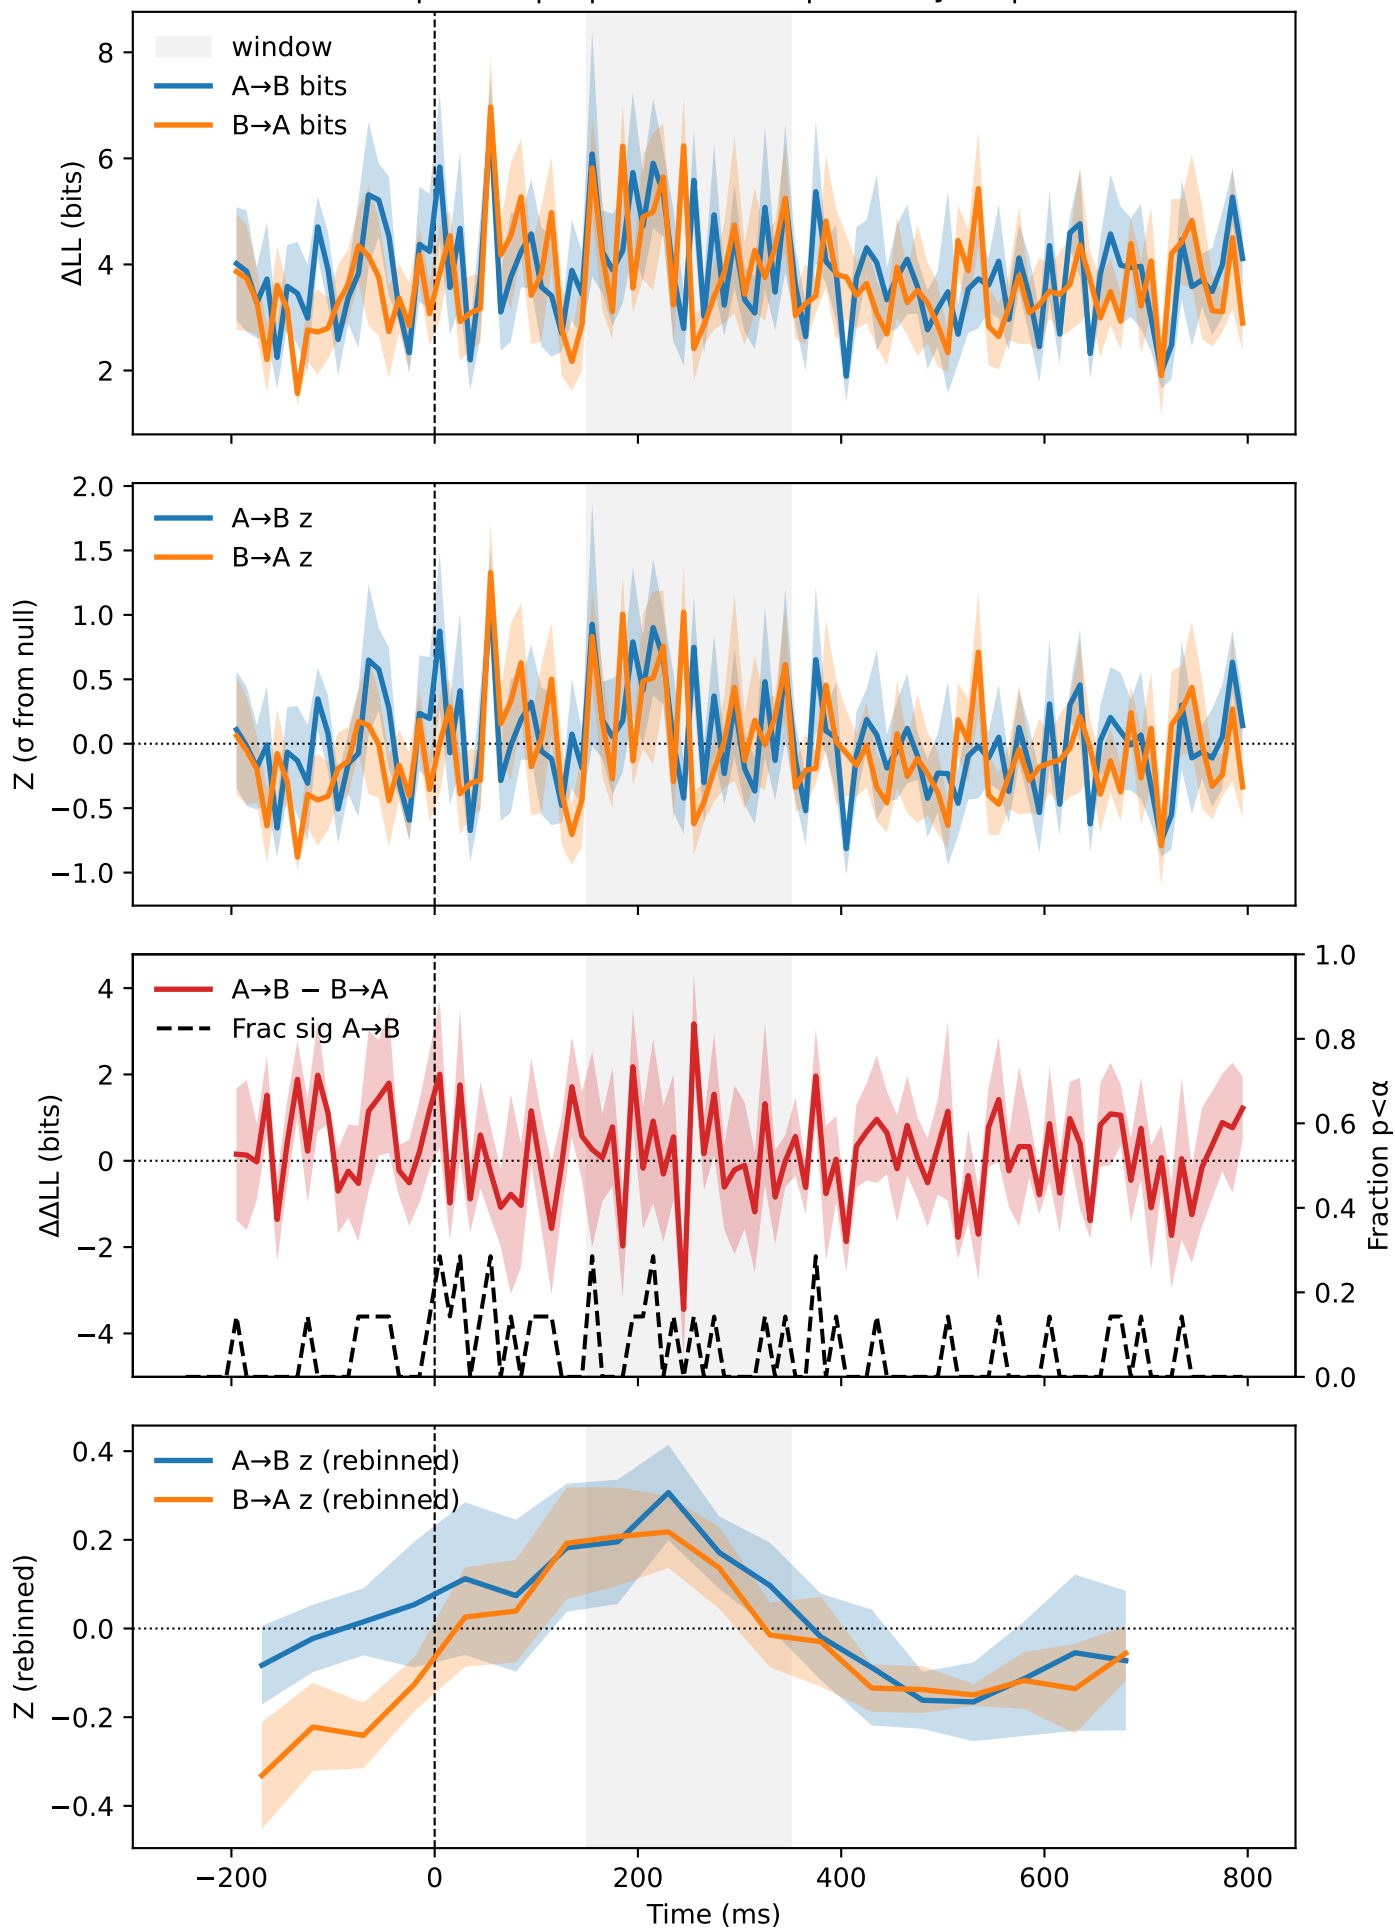 8
6
4
2
ΔLL (bits)
window
A→B bits
B→A bits
2.0
1.5
1.0
0.5
0.0
−0.5
−1.0
Z (σ from null)
A→B z
B→A z
4
2
0
−2
−4
ΔΔLL (bits)
A→B − B→A
Frac sig A→B
1.0
0.8
0.6
0.4
0.2
0.0
Fraction p<α
0.4
0.2
0.0
−0.2
−0.4
Z (rebinned)
A→B z (rebinned)
B→A z (rebinned)
−200
0
200
400
600
800
Time (ms)